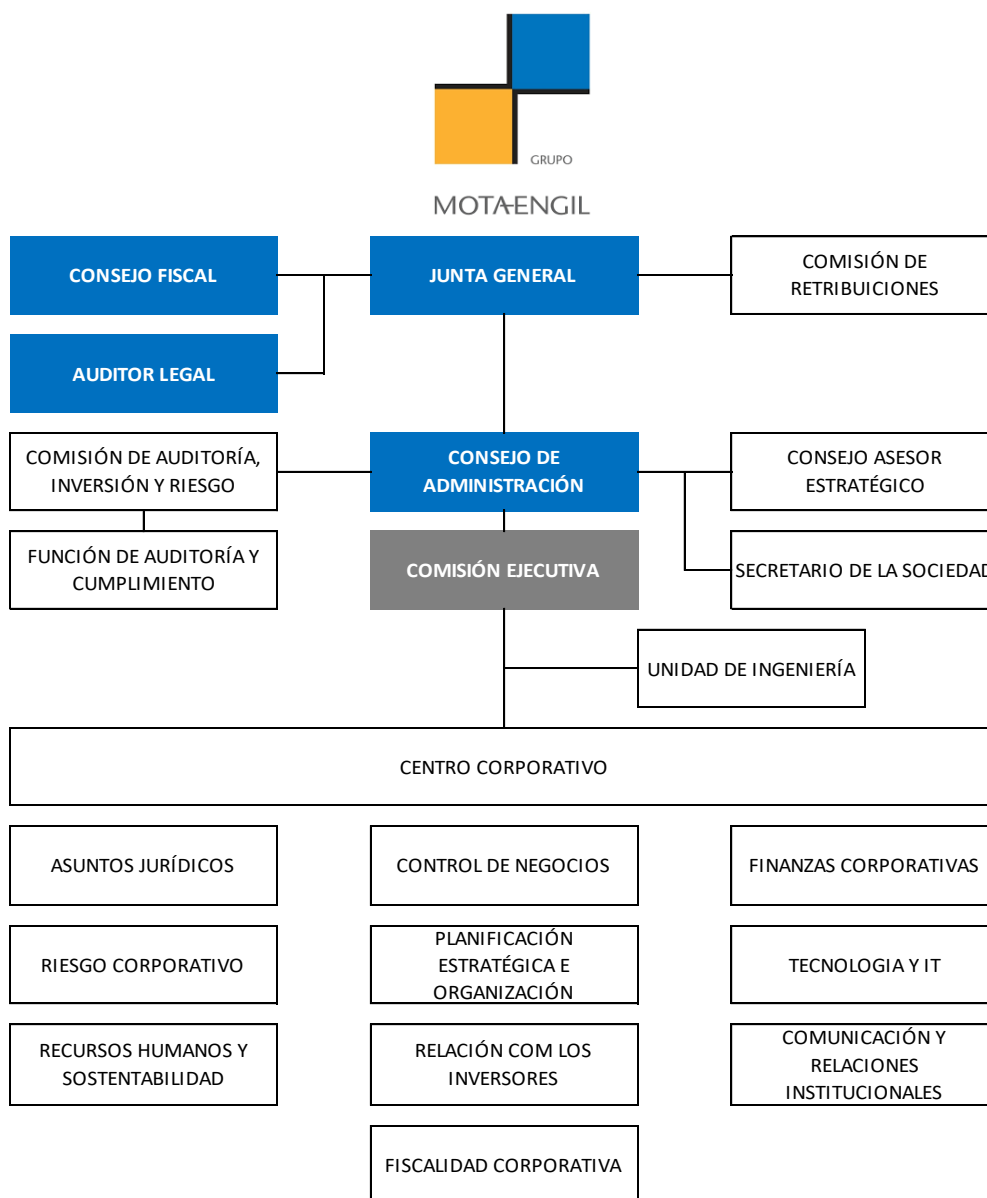 GRUPO
MOTA-ENGIL
CONSEJO FISCAL
JUNTA GENERAL
COMISIÓN DE
RETRIBUICIONES
AUDITOR LEGAL
COMISIÓN DE AUDITORÍA,
INVERSIÓN Y RIESGO
CONSEJO DE
ADMINISTRACIÓN
CONSEJO ASESOR
ESTRATÉGICO
FUNCIÓN DE AUDITORÍA Y
CUMPLIMIENTO
COMISIÓN EJECUTIVA
SECRETARIO DE LA SOCIEDAD
UNIDAD DE INGENIERÍA
CENTRO CORPORATIVO
ASUNTOS JURÍDICOS
CONTROL DE NEGOCIOS
FINANZAS CORPORATIVAS
RIESGO CORPORATIVO
PLANIFICACIÓN
ESTRATÉGICA E
ORGANIZACIÓN
TECNOLOGIA Y IT
RECURSOS HUMANOS Y
SOSTENTABILIDAD
RELACIÓN COM LOS
INVERSORES
COMUNICACIÓN Y
RELACIONES
INSTITUCIONALES
FISCALIDAD CORPORATIVA